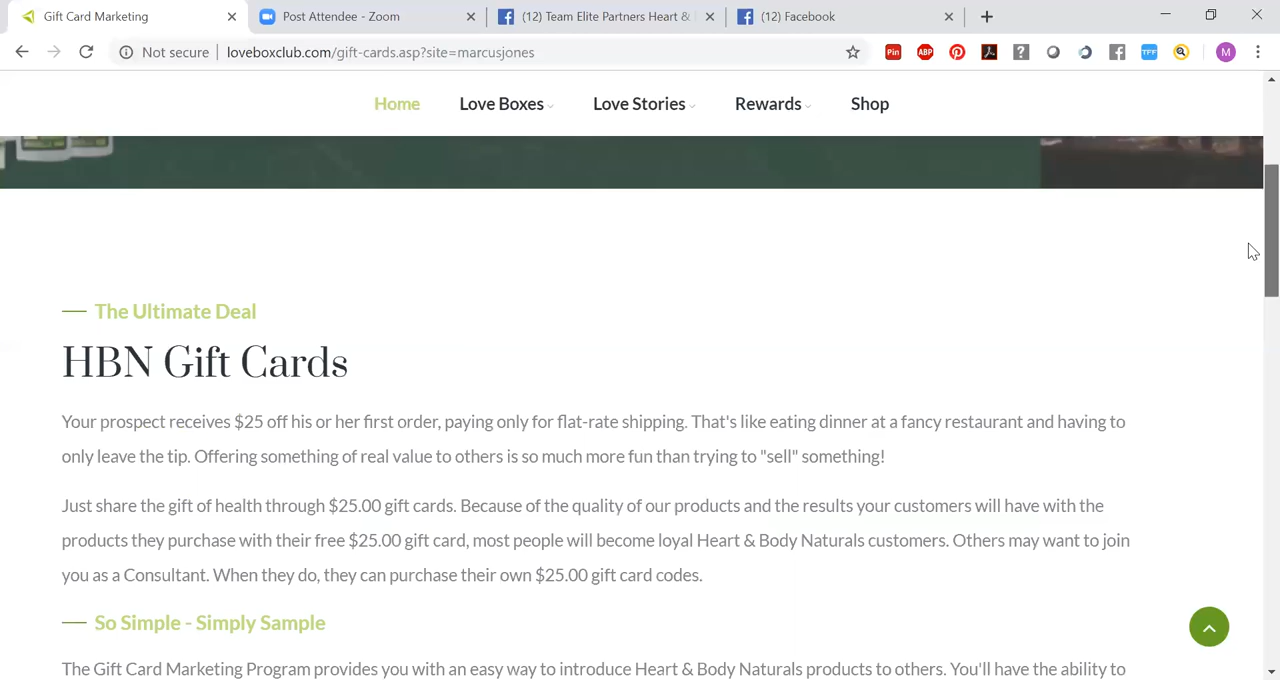 Gift Card Marketing
Post Attendee - Zoom
(12) Team Elite Partners Heart &
(12) Facebook
Not secure
loveboxclub.com/gift-cards.asp?site=marcusjones
Pin
ABP
TFF
M
Home
Love Boxes
Love Stories
Rewards
Shop
The Ultimate Deal
HBN Gift Cards
Your prospect receives $25 off his or her first order, paying only for flat-rate shipping. That's like eating dinner at a fancy restaurant and having to
only leave the tip. Offering something of real value to others is so much more fun than trying to "sell" something!
Just share the gift of health through $25.00 gift cards. Because of the quality of our products and the results your customers will have with the
products they purchase with their free $25.00 gift card, most people will become loyal Heart & Body Naturals customers. Others may want to join
you as a Consultant. When they do, they can purchase their own $25.00 gift card codes.
So Simple - Simply Sample
The Gift Card Marketing Program provides you with an easy way to introduce Heart & Body Naturals products to others. You'll have the ability to